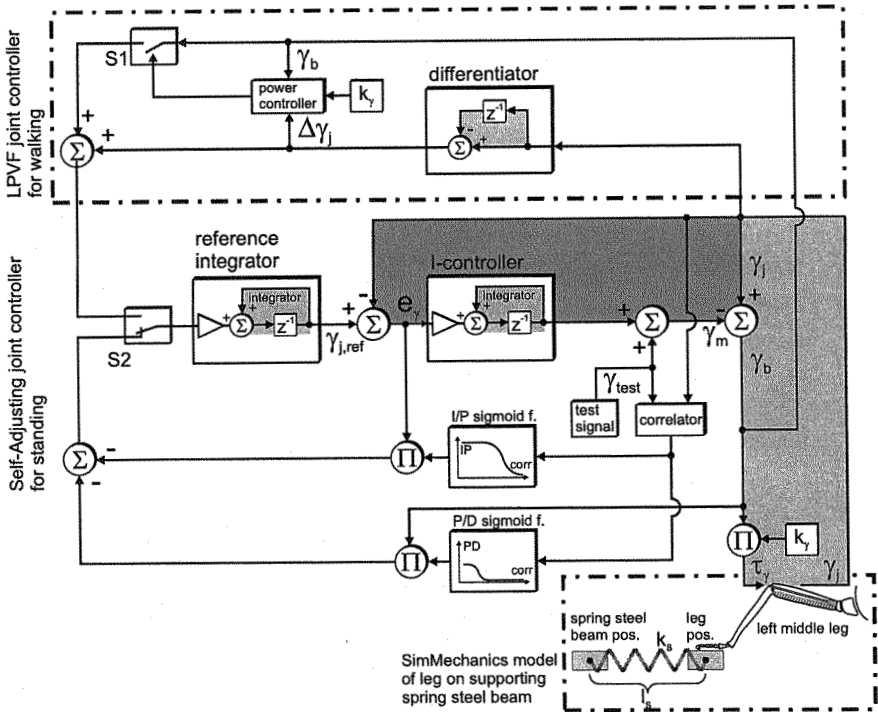 LPVF joint controller
for walking
S1
γb
power
controller
kγ
Δγj
differentiator
z⁻¹
-
+
Σ
+
+
Σ
Self-Adjusting joint controller
for standing
reference
integrator
integrator
+
+
Σ
z⁻¹
S2
+
-
Σ
γj,ref
eγ
I-controller
integrator
+
+
Σ
z⁻¹
+
+
Σ
γm
-
+
Σ
γj
γb
γtest
test
signal
correlator
I/P sigmoid f.
IP
corr
Π
-
-
Σ
P/D sigmoid f.
PD
corr
Π
Π
kγ
τγ
γj
spring steel
beam pos.
ks
leg
pos.
left middle leg
ls
SimMechanics model
of leg on supporting
spring steel beam